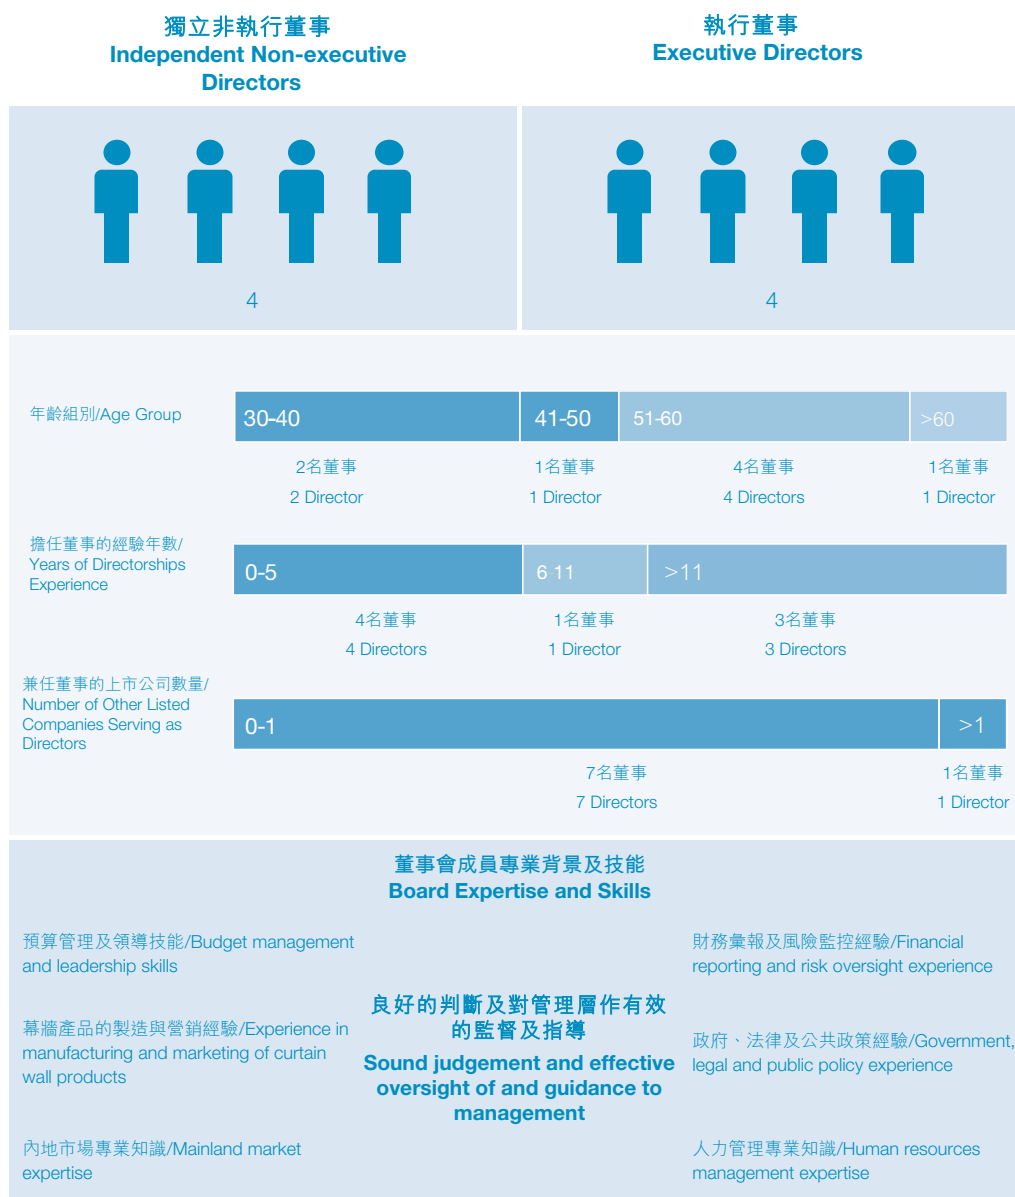 獨立非執行董事
Independent Non-executive
Directors
執行董事
Executive Directors
4
4
年齡組別/Age Group
30-40
41-50
51-60
>60
2名董事
1名董事
4名董事
1名董事
2 Director
1 Director
4 Directors
1 Director
擔任董事的經驗年數/
Years of Directorships
Experience
0-5
6-11
>11
4名董事
1名董事
3名董事
4 Directors
1 Director
3 Directors
兼任董事的上市公司數量/
Number of Other Listed
Companies Serving as
Directors
0-1
>1
7名董事
1名董事
7 Directors
1 Director
董事會成員專業背景及技能
Board Expertise and Skills
預算管理及領導技能/Budget management
and leadership skills
財務彙報及風險監控經驗/Financial
reporting and risk oversight experience
幕牆產品的製造與營銷經驗/Experience in
manufacturing and marketing of curtain
wall products
良好的判斷及對管理層作有效
的監督及指導
Sound judgement and effective
oversight of and guidance to
management
政府、法律及公共政策經驗/Government,
legal and public policy experience
內地市場專業知識/Mainland market
expertise
人力管理專業知識/Human resources
management expertise